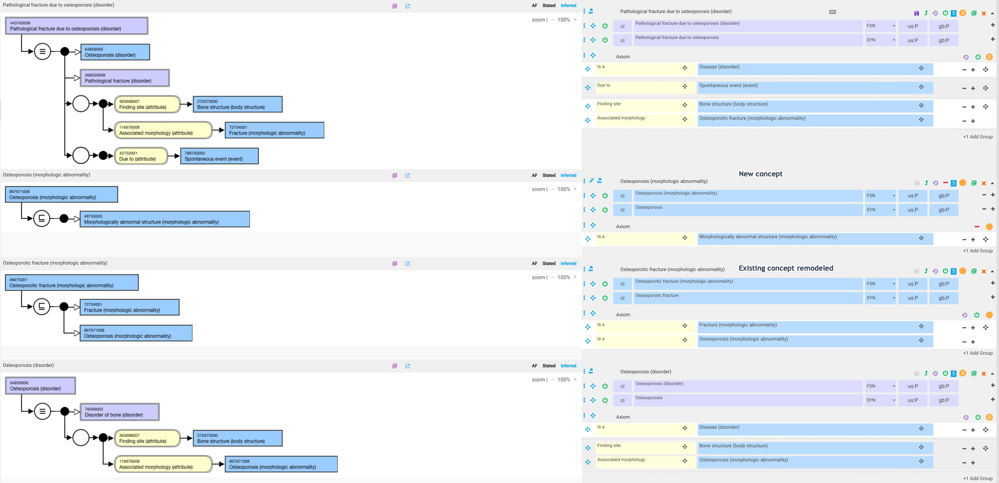 Pathological fracture due to osteoporosis (disorder)
AF Stated Inferred
zoom | − 100% +
443165006
Pathological fracture due to osteoporosis (disorder)
64859006
Osteoporosis (disorder)
268029009
Pathological fracture (disorder)
363698007
Finding site (attribute)
272673000
Bone structure (body structure)
116676008
Associated morphology (attribute)
72704001
Fracture (morphologic abnormality)
42752001
Due to (attribute)
789750003
Spontaneous event (event)
Pathological fracture due to osteoporosis (disorder)
ci Pathological fracture due to osteoporosis (disorder) FSN us:P gb:P
ci Pathological fracture due to osteoporosis SYN us:P gb:P
Axiom
Is a Disease (disorder)
Due to Spontaneous event (event)
Finding site Bone structure (body structure)
Associated morphology Osteoporotic fracture (morphologic abnormality)
+1 Add Group
Osteoporosis (morphologic abnormality)
AF Stated Inferred
zoom | − 100% +
897671008
Osteoporosis (morphologic abnormality)
49755003
Morphologically abnormal structure (morphologic abnormality)
New concept
Osteoporosis (morphologic abnormality)
S
ci Osteoporosis (morphologic abnormality) FSN us:P gb:P
ci Osteoporosis SYN us:P gb:P
Axiom
Is a Morphologically abnormal structure (morphologic abnormality)
+1 Add Group
Osteoporotic fracture (morphologic abnormality)
AF Stated Inferred
zoom | − 100% +
46675001
Osteoporotic fracture (morphologic abnormality)
72704001
Fracture (morphologic abnormality)
897671008
Osteoporosis (morphologic abnormality)
Existing concept remodeled
Osteoporotic fracture (morphologic abnormality)
S
ci Osteoporotic fracture (morphologic abnormality) FSN us:P gb:P
ci Osteoporotic fracture SYN us:P gb:P
Axiom
Is a Fracture (morphologic abnormality)
Is a Osteoporosis (morphologic abnormality)
+1 Add Group
Osteoporosis (disorder)
AF Stated Inferred
zoom | − 100% +
64859006
Osteoporosis (disorder)
76069003
Disorder of bone (disorder)
363698007
Finding site (attribute)
272673000
Bone structure (body structure)
116676008
Associated morphology (attribute)
897671008
Osteoporosis (morphologic abnormality)
Osteoporosis (disorder)
S
ci Osteoporosis (disorder) FSN us:P gb:P
ci Osteoporosis SYN us:P gb:P
Axiom
Is a Disease (disorder)
Finding site Bone structure (body structure)
Associated morphology Osteoporosis (morphologic abnormality)
+1 Add Group